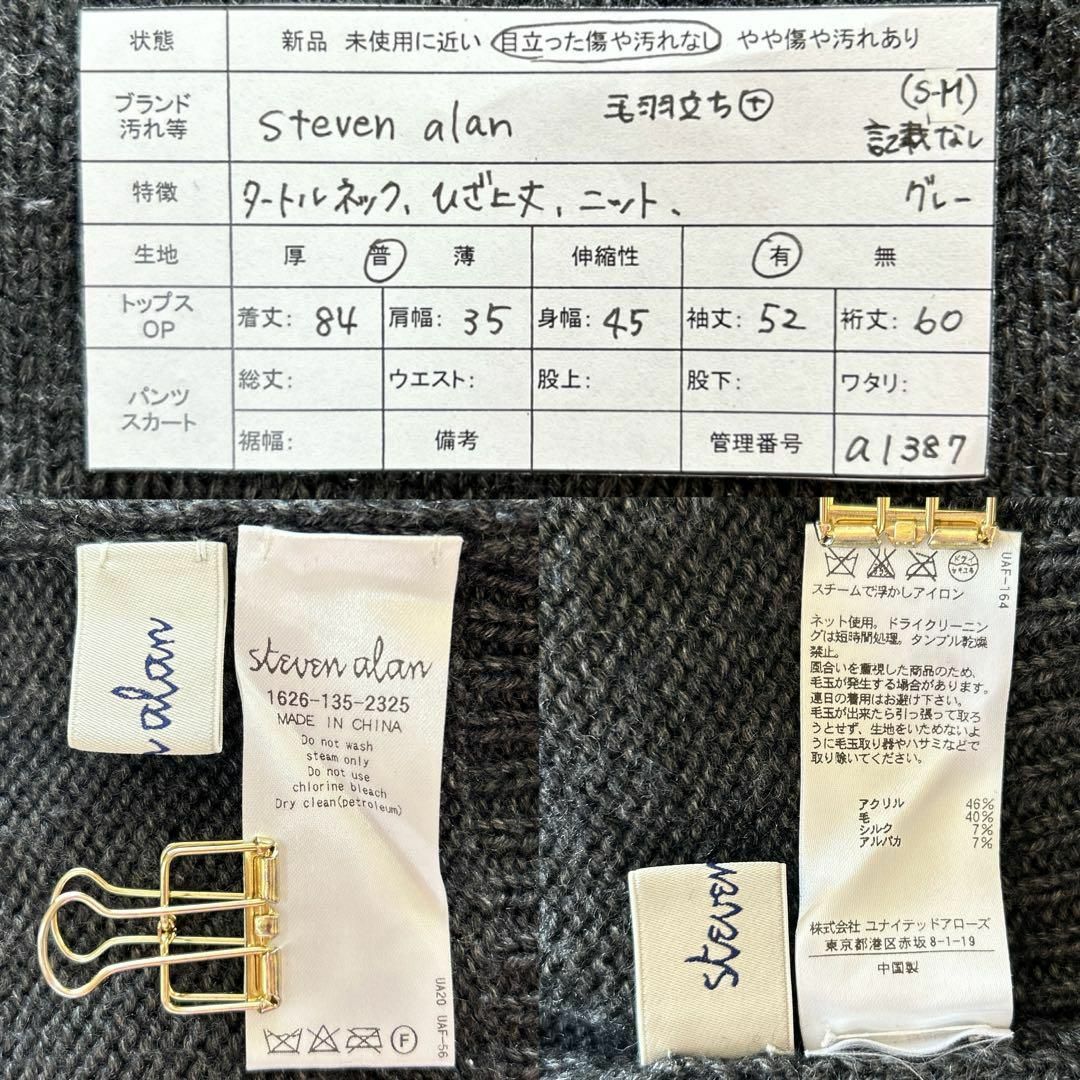 状態 新品 未使用に近い 目立った傷や汚れなし やや傷や汚れあり
ブランド 汚れ等 steven alan 毛羽立ち(+) (S-M) 記載なし
特徴 タートルネック、ひざ上丈、ニット、 グレー
生地 厚 普 薄 伸縮性 有 無
トップス OP 着丈: 84 肩幅: 35 身幅: 45 袖丈: 52 裄丈: 60
パンツ スカート 総丈: ウエスト: 股上: 股下: ワタリ:
裾幅: 備考 管理番号 a1387
n alan
steven alan
1626-135-2325
MADE IN CHINA
Do not wash
steam only
Do not use
chlorine bleach
Dry clean(petroleum)
F
UA20 UAF-56
ドライ
セキユ系
UAF-164
スチームで浮かしアイロン
ネット使用。ドライクリーニン
グは短時間処理。タンブル乾燥
禁止。
風合いを重視した商品のため、
毛玉が発生する場合があります。
連日の着用はお避け下さい。
毛玉が出来たら引っ張って取ろ
うとせず、生地をいためないよ
うに毛玉取り器やハサミなどで
取り除いてください。
アクリル 46%
毛 40%
シルク 7%
アルパカ 7%
steven
株式会社 ユナイテッドアローズ
東京都港区赤坂8-1-19
中国製